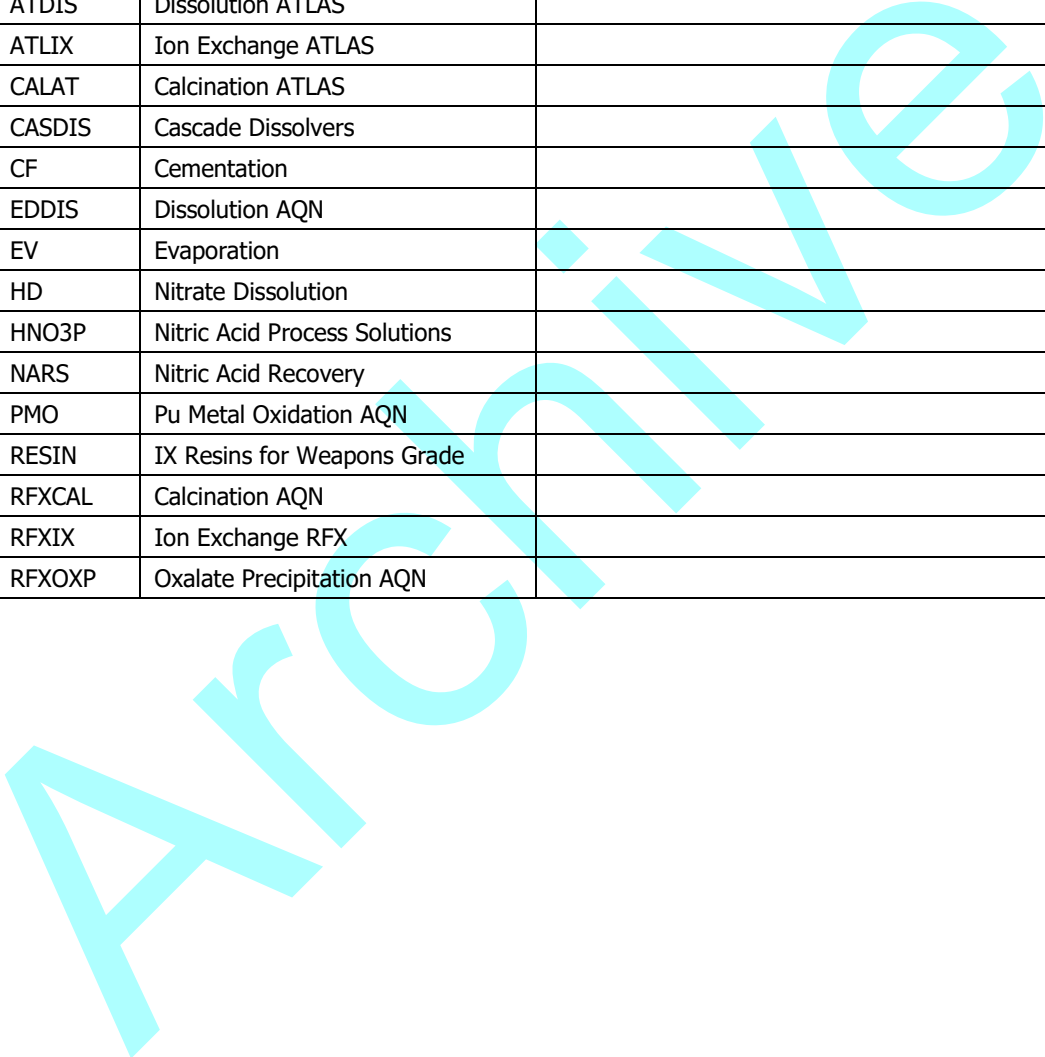 ATDIS Dissolution ATLAS
ATLIX Ion Exchange ATLAS
CALAT Calcination ATLAS
CASDIS Cascade Dissolvers
CF Cementation
EDDIS Dissolution AQN
EV Evaporation
HD Nitrate Dissolution
HNO3P Nitric Acid Process Solutions
NARS Nitric Acid Recovery
PMO Pu Metal Oxidation AQN
RESIN IX Resins for Weapons Grade
RFXCAL Calcination AQN
RFXIX Ion Exchange RFX
RFXOXP Oxalate Precipitation AQN
Archive